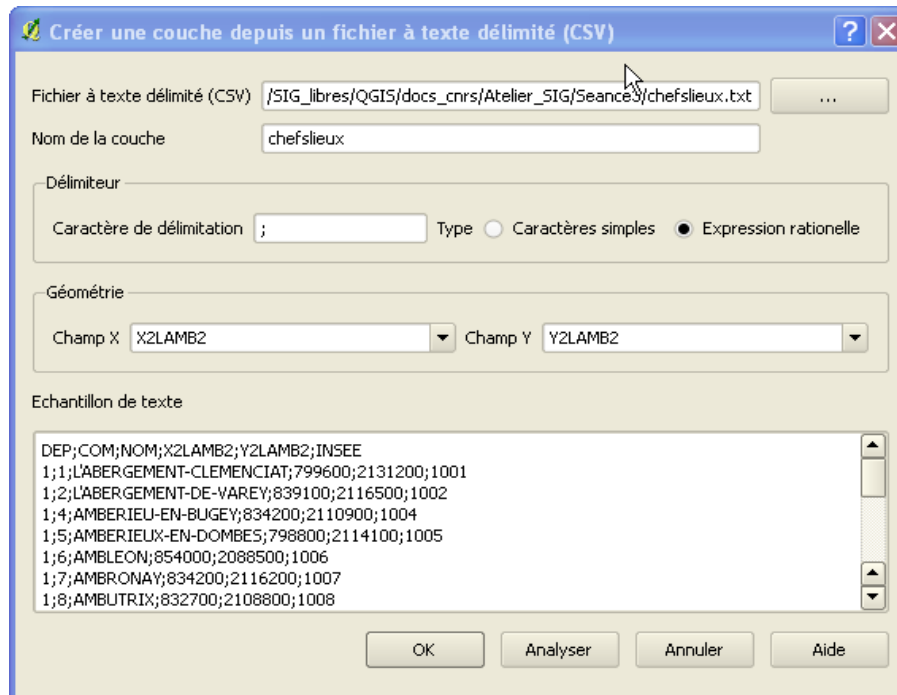 Créer une couche depuis un fichier à texte délimité (CSV)
Fichier à texte délimité (CSV) /SIG_libres/QGIS/docs_cnrs/Atelier_SIG/Seance3/chefslieux.txt ...
Nom de la couche chefslieux
Délimiteur
Caractère de délimitation ; Type Caractères simples Expression rationelle
Géométrie
Champ X X2LAMB2 Champ Y Y2LAMB2
Echantillon de texte
DEP;COM;NOM;X2LAMB2;Y2LAMB2;INSEE
1;1;L'ABERGEMENT-CLEMENCIAT;799600;2131200;1001
1;2;L'ABERGEMENT-DE-VAREY;839100;2116500;1002
1;4;AMBERIEU-EN-BUGEY;834200;2110900;1004
1;5;AMBERIEUX-EN-DOMBES;798800;2114100;1005
1;6;AMBLEON;854000;2088500;1006
1;7;AMBRONAY;834200;2116200;1007
1;8;AMBUTRIX;832700;2108800;1008
OK Analyser Annuler Aide